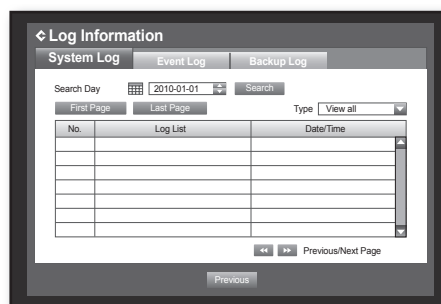 Log Information
System Log Event Log Backup Log
Search Day 2010-01-01 Search
First Page Last Page Type View all
No. Log List Date/Time
Previous/Next Page
Previous